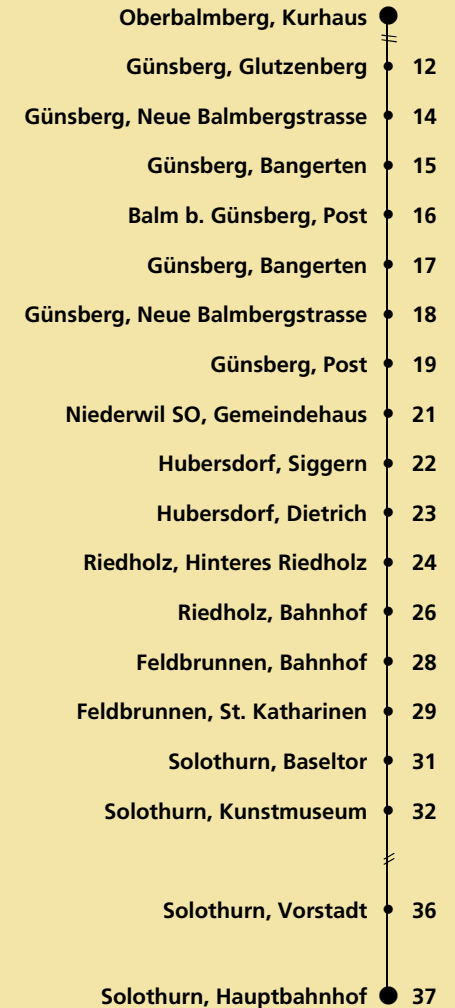 Oberbalmberg, Kurhaus
Günsberg, Glutzenberg 12
Günsberg, Neue Balmbergstrasse 14
Günsberg, Bangerten 15
Balm b. Günsberg, Post 16
Günsberg, Bangerten 17
Günsberg, Neue Balmbergstrasse 18
Günsberg, Post 19
Niederwil SO, Gemeindehaus 21
Hubersdorf, Siggern 22
Hubersdorf, Dietrich 23
Riedholz, Hinteres Riedholz 24
Riedholz, Bahnhof 26
Feldbrunnen, Bahnhof 28
Feldbrunnen, St. Katharinen 29
Solothurn, Baseltor 31
Solothurn, Kunstmuseum 32
Solothurn, Vorstadt 36
Solothurn, Hauptbahnhof 37